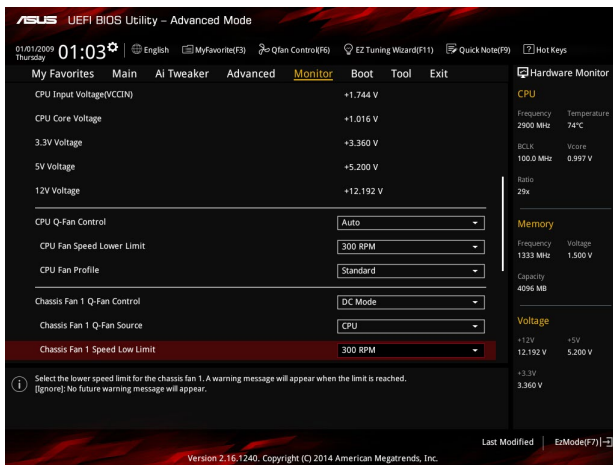 ASUS UEFI BIOS Utility – Advanced Mode
01/01/2009 Thursday 01:03 English MyFavorite(F3) Qfan Control(F6) EZ Tuning Wizard(F11) Quick Note(F9) ? Hot Keys
My Favorites Main Ai Tweaker Advanced Monitor Boot Tool Exit
CPU Input Voltage(VCCIN) +1.744 V
CPU Core Voltage +1.016 V
3.3V Voltage +3.360 V
5V Voltage +5.200 V
12V Voltage +12.192 V
CPU Q-Fan Control Auto
CPU Fan Speed Lower Limit 300 RPM
CPU Fan Profile Standard
Chassis Fan 1 Q-Fan Control DC Mode
Chassis Fan 1 Q-Fan Source CPU
Chassis Fan 1 Speed Low Limit 300 RPM
Select the lower speed limit for the chassis fan 1. A warning message will appear when the limit is reached.
[Ignore]: No future warning message will appear.
Hardware Monitor
CPU
Frequency Temperature
2900 MHz 74°C
BCLK Vcore
100.0 MHz 0.997 V
Ratio
29x
Memory
Frequency Voltage
1333 MHz 1.500 V
Capacity
4096 MB
Voltage
+12V +5V
12.192 V 5.200 V
+3.3V
3.360 V
Last Modified EzMode(F7)
Version 2.16.1240. Copyright (C) 2014 American Megatrends, Inc.